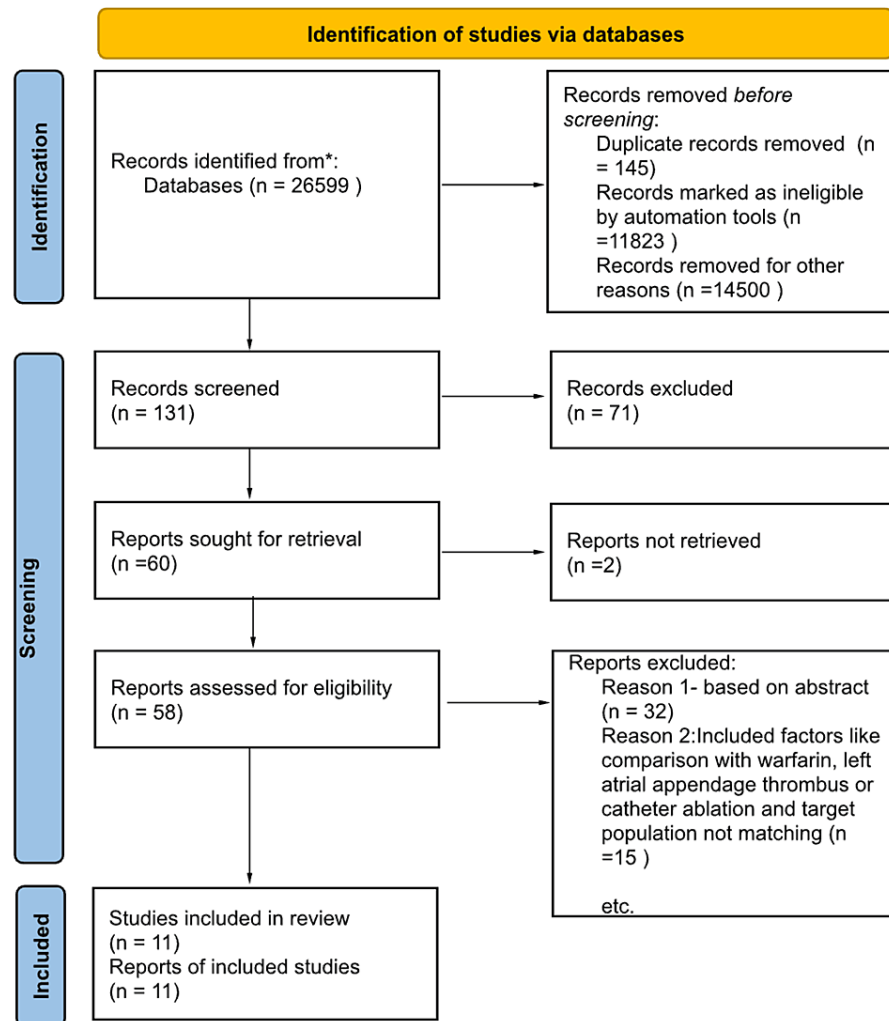 Identification of studies via databases
Identification
Records identified from*:
Databases (n = 26599 )
Records removed before
screening:
Duplicate records removed (n
= 145)
Records marked as ineligible
by automation tools (n
=11823 )
Records removed for other
reasons (n =14500 )
Screening
Records screened
(n = 131)
Records excluded
(n = 71)
Reports sought for retrieval
(n =60)
Reports not retrieved
(n =2)
Reports assessed for eligibility
(n = 58)
Reports excluded:
Reason 1- based on abstract
(n = 32)
Reason 2:Included factors like
comparison with warfarin, left
atrial appendage thrombus or
catheter ablation and target
population not matching (n
=15 )
etc.
Included
Studies included in review
(n = 11)
Reports of included studies
(n = 11)